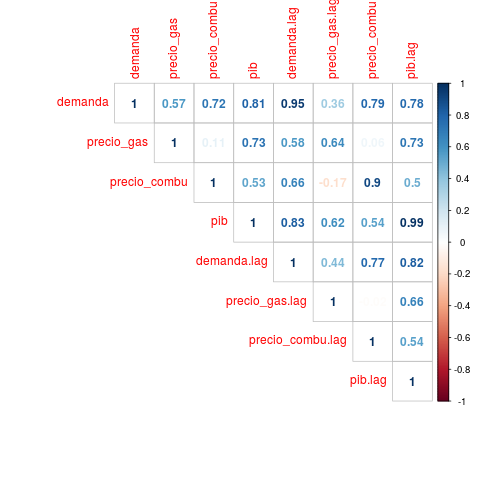 demanda
precio_gas
precio_combu
pib
demanda.lag
precio_gas.lag
precio_combu
pib.lag
demanda 1 0.57 0.72 0.81 0.95 0.36 0.79 0.78
precio_gas 1 0.11 0.73 0.58 0.64 0.06 0.73
precio_combu 1 0.53 0.66 -0.17 0.9 0.5
pib 1 0.83 0.62 0.54 0.99
demanda.lag 1 0.44 0.77 0.82
precio_gas.lag 1 0.66
precio_combu.lag 1 0.54
pib.lag 1
1
0.8
0.6
0.4
0.2
0
-0.2
-0.4
-0.6
-0.8
-1